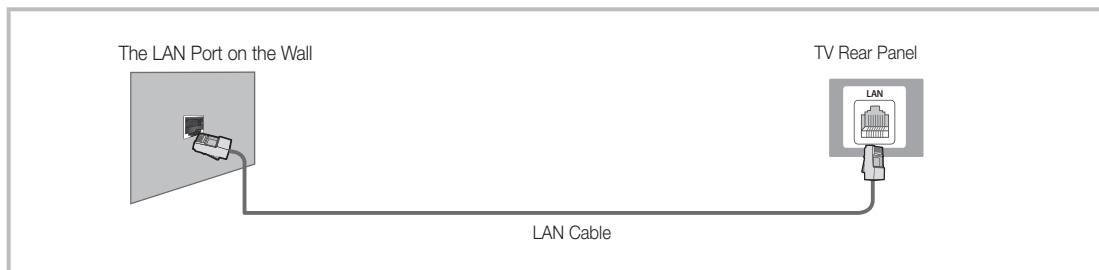 The LAN Port on the Wall
TV Rear Panel
LAN
LAN Cable